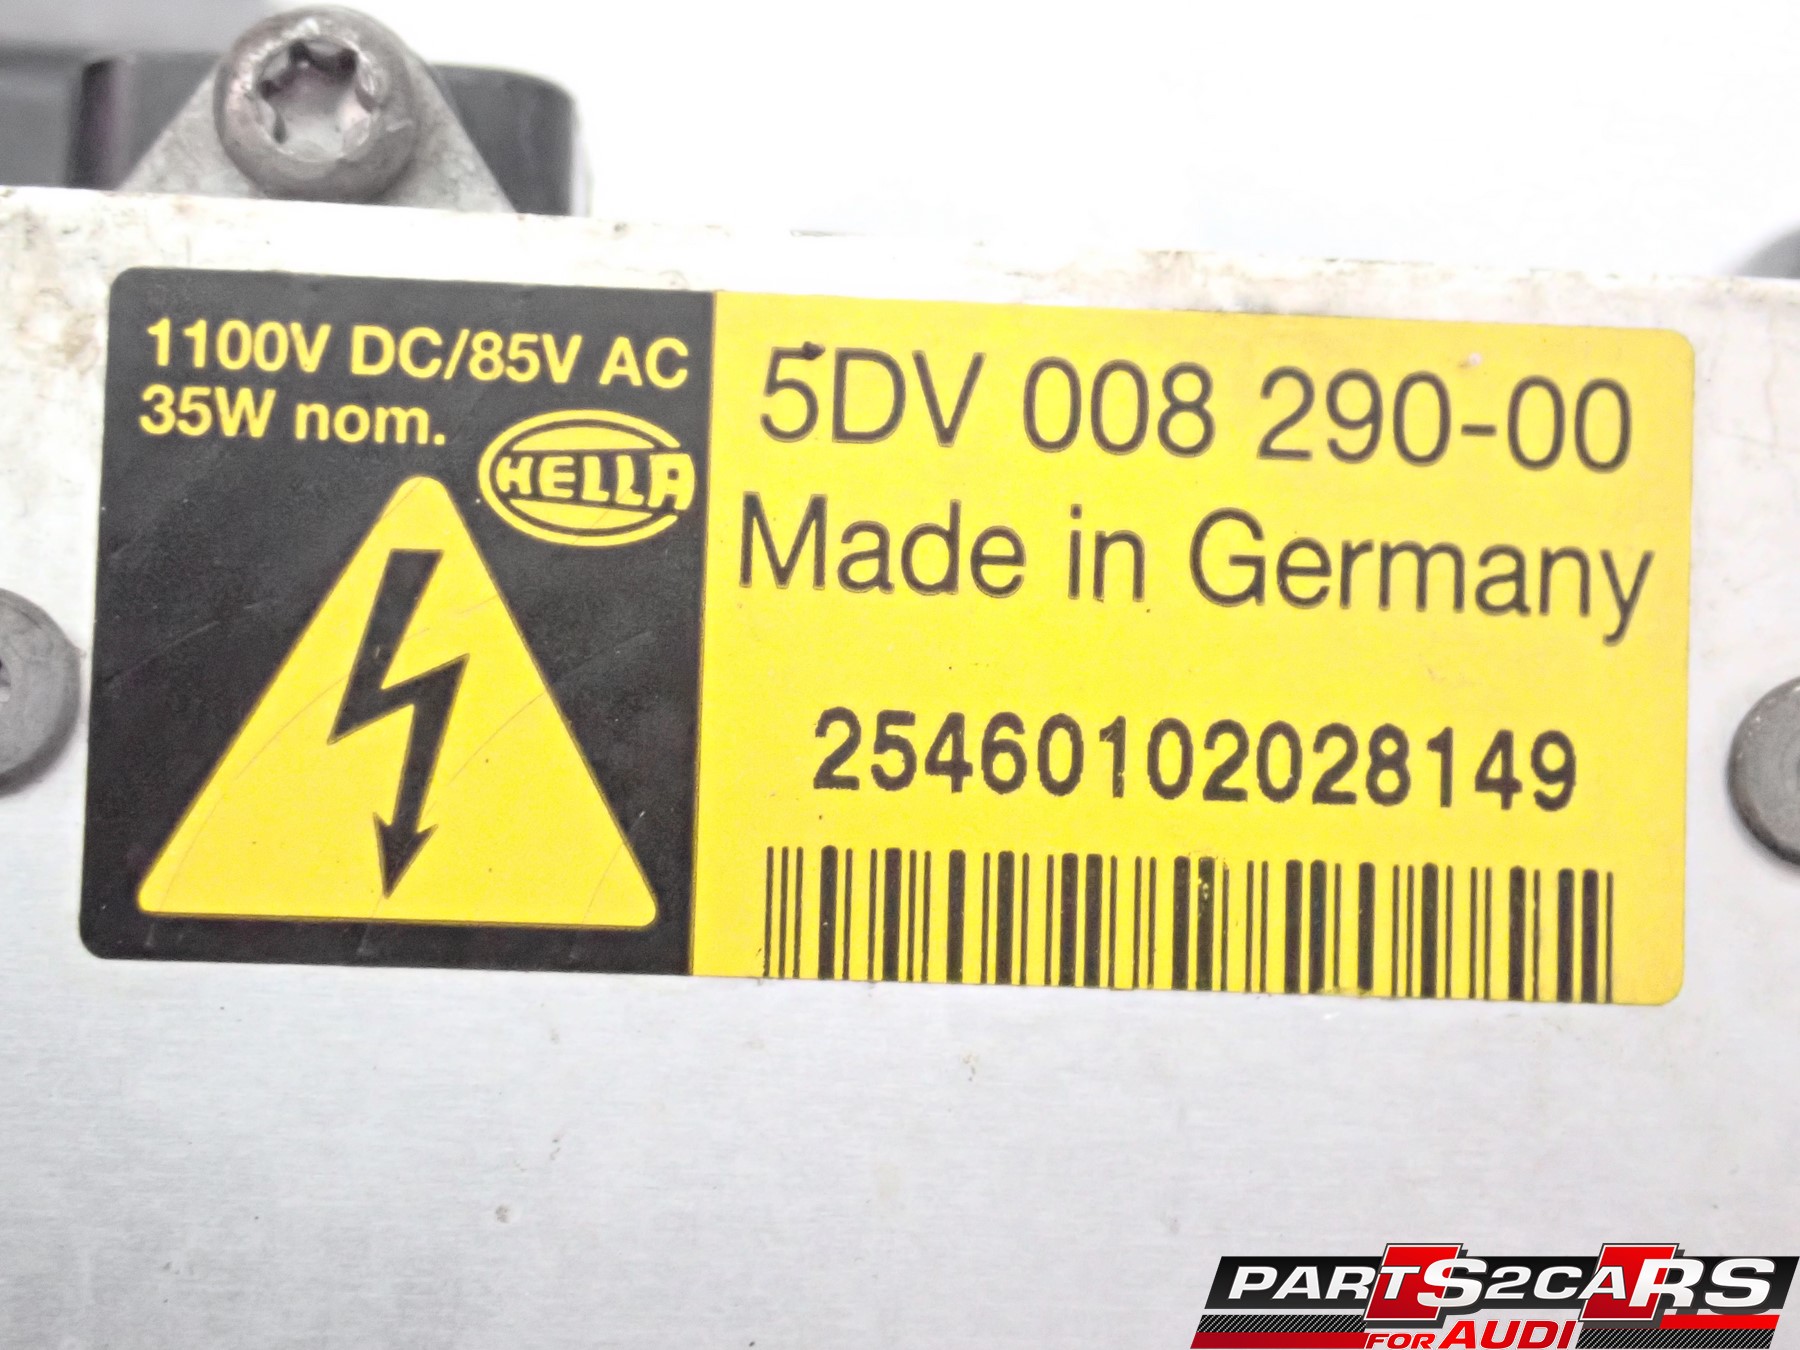 1100V DC/85V AC
35W nom.
HELLA
5DV 008 290-00
Made in Germany
25460102028149
PARTS2CARS
FOR AUDI